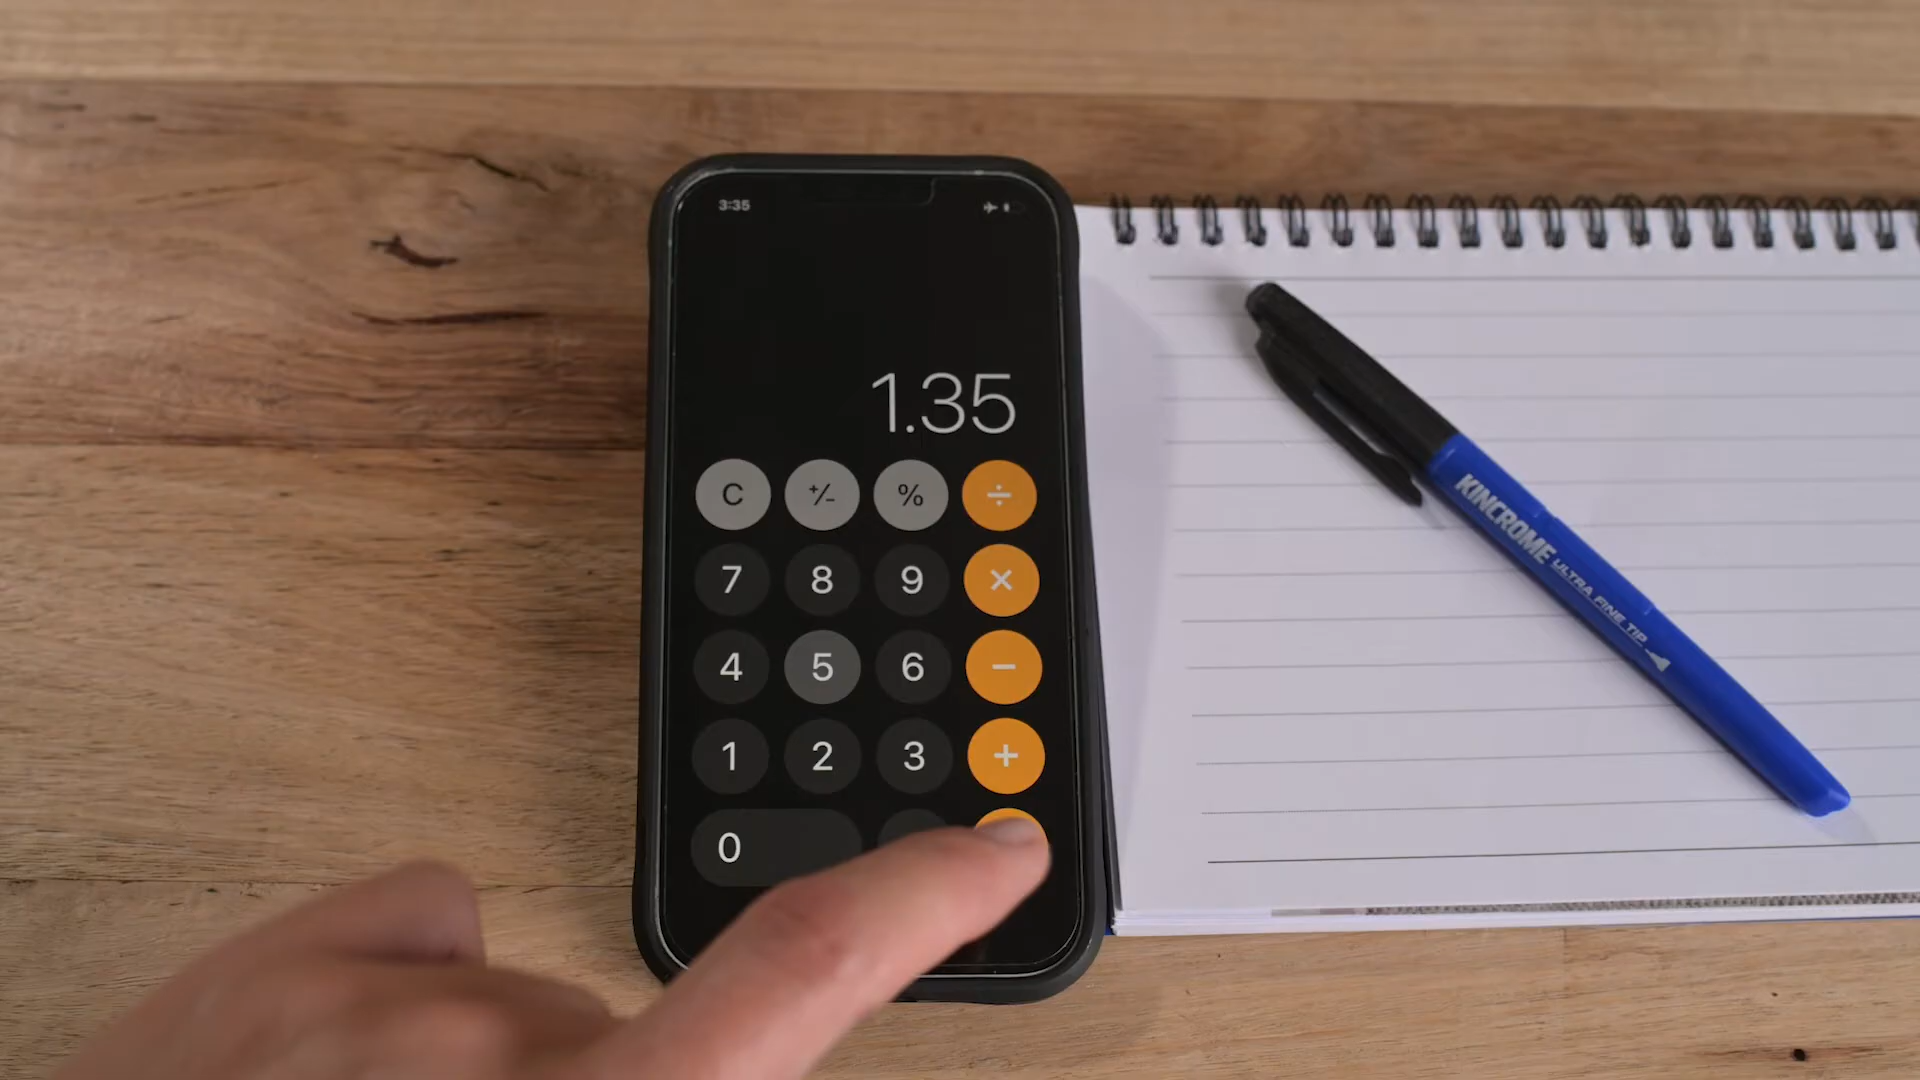 3:35
1.35
C +/- % ÷
7 8 9 ×
4 5 6 −
1 2 3 +
0
KINCROME ULTRA FINE TIP